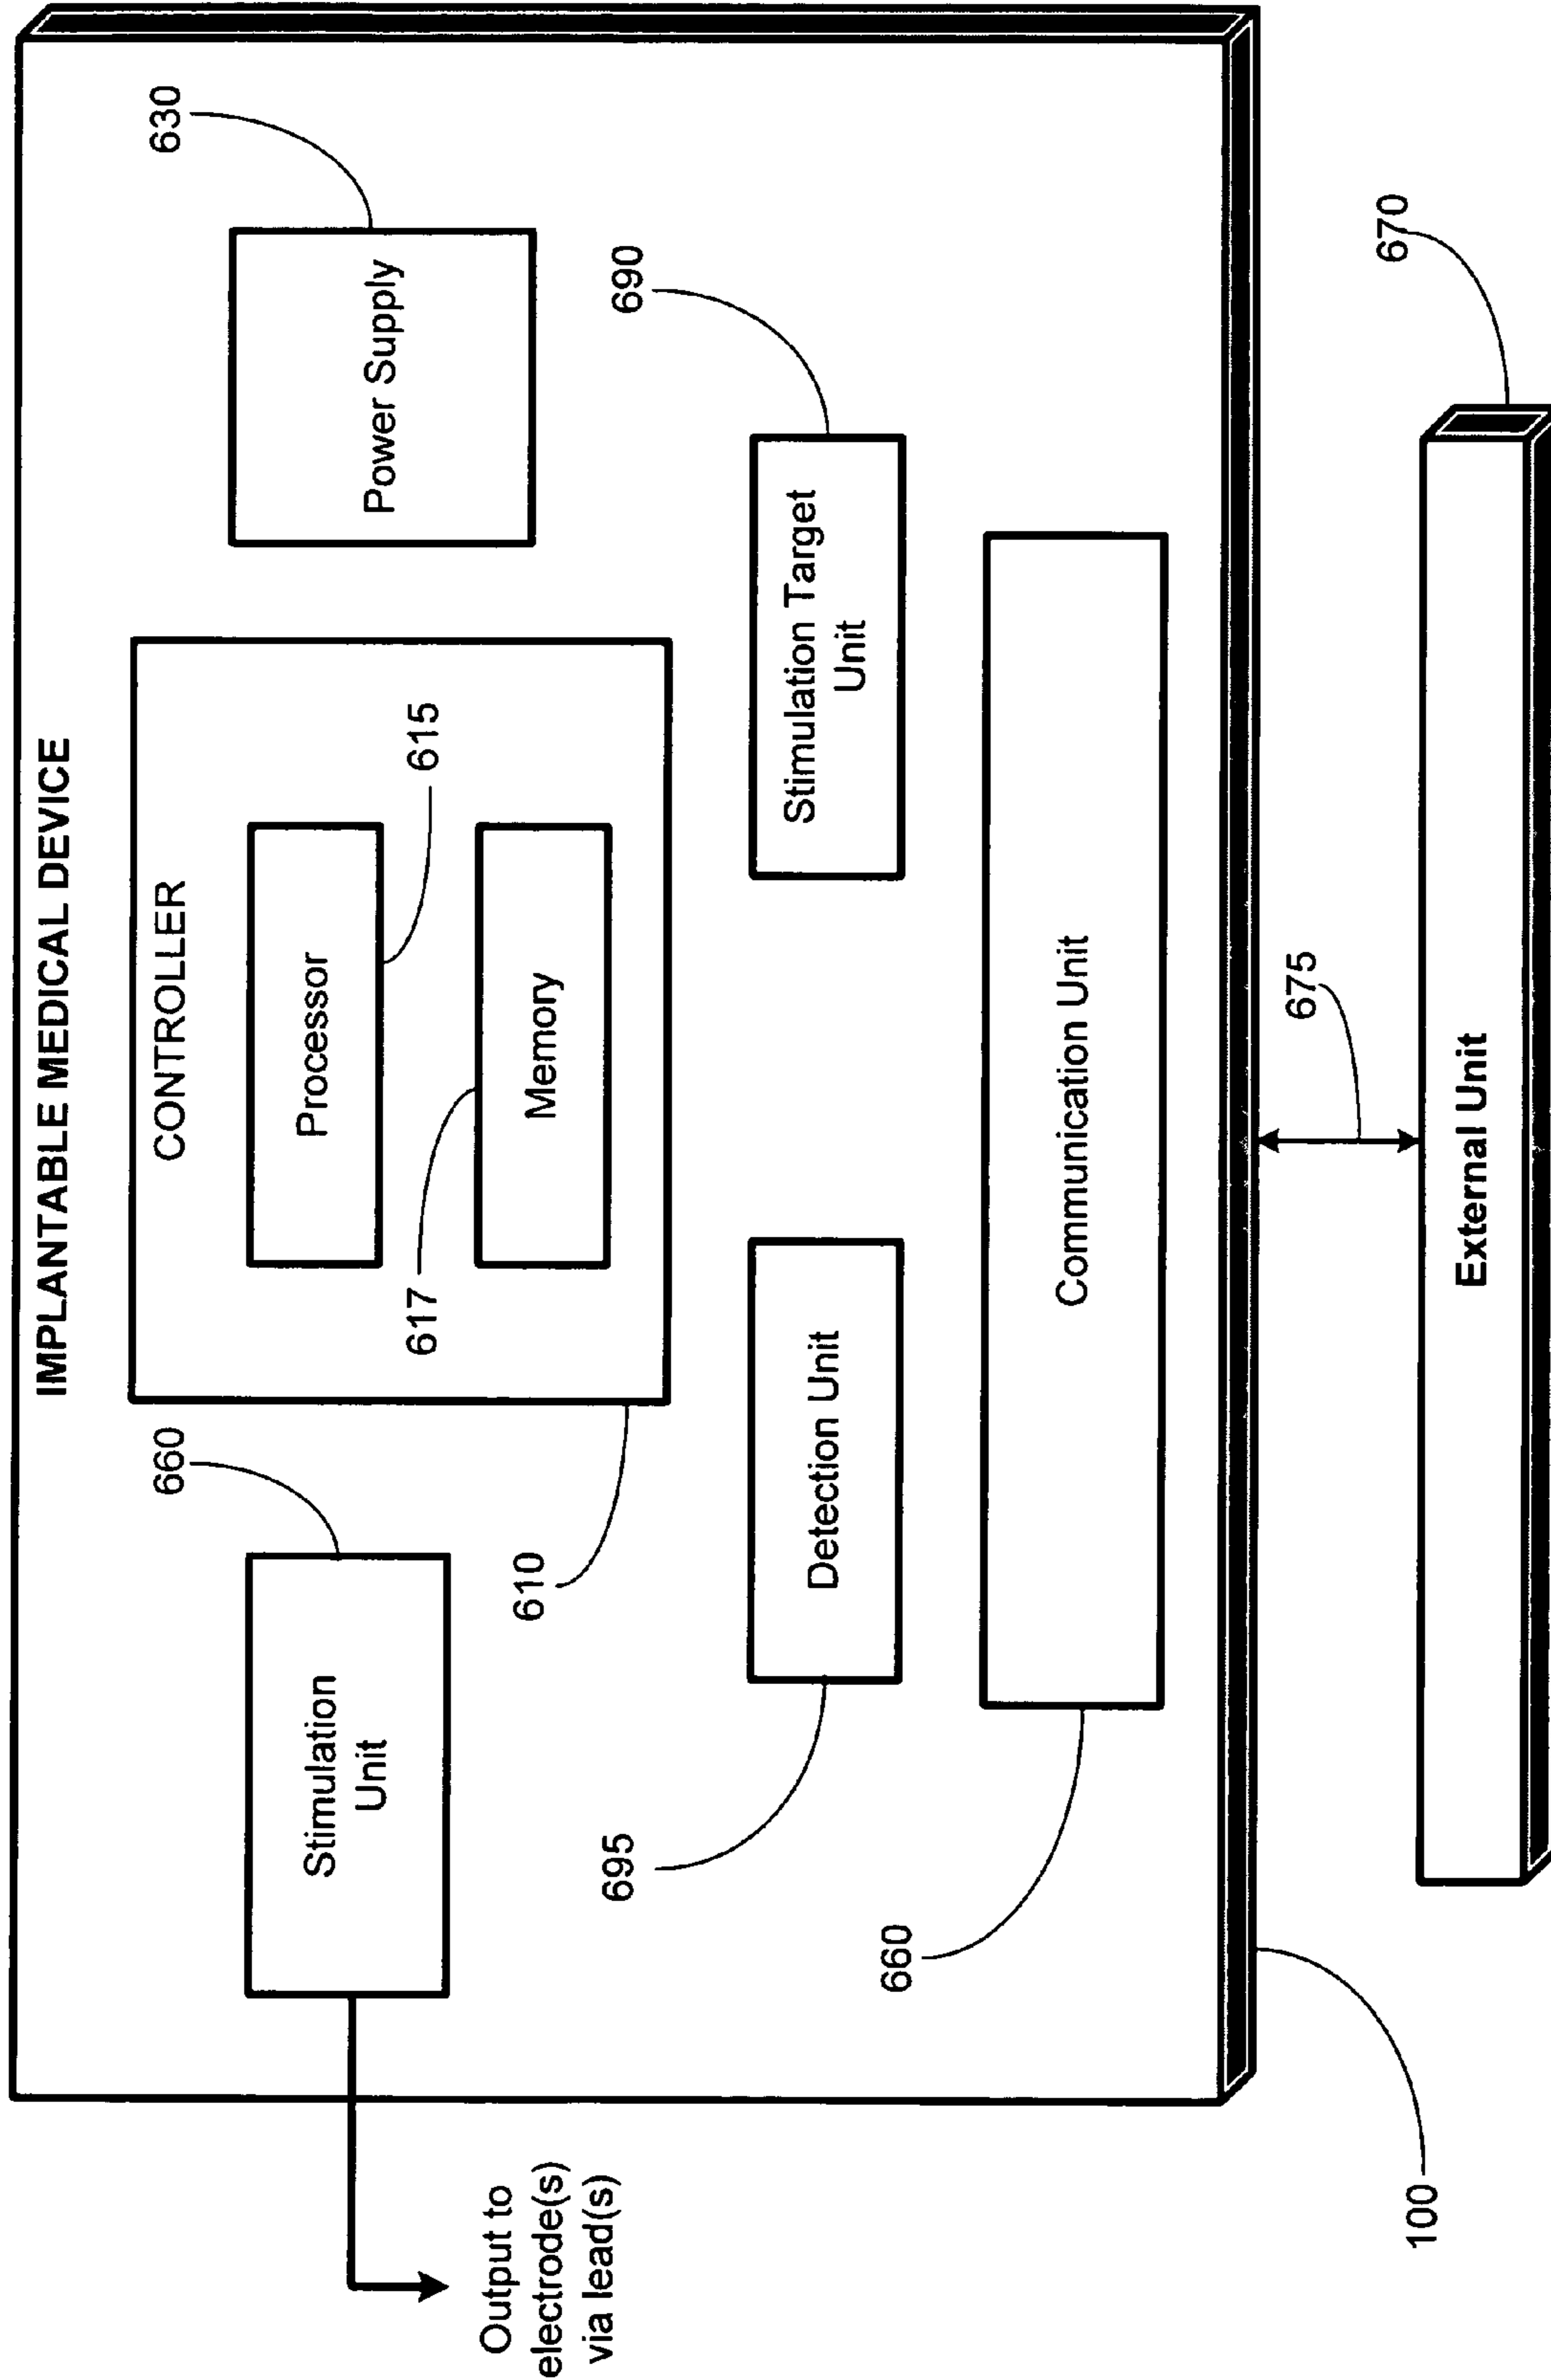 IMPLANTABLE MEDICAL DEVICE
660
Stimulation
Unit
Output to
electrode(s)
via lead(s)
610
CONTROLLER
Processor
615
617
Memory
630
Power Supply
695
Detection Unit
690
Stimulation Target
Unit
660
Communication Unit
100
675
External Unit
670